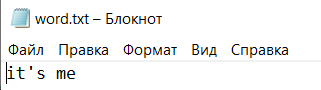 word.txt – Блокнот
Файл Правка Формат Вид Справка
it's me